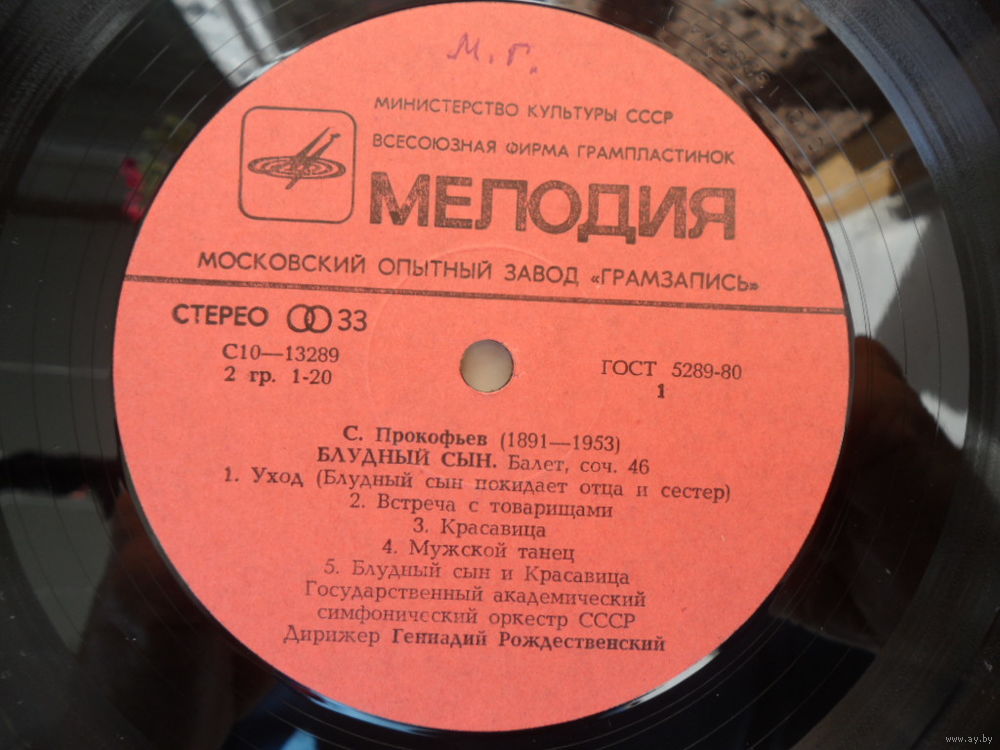 М. Г.
МИНИСТЕРСТВО КУЛЬТУРЫ СССР
ВСЕСОЮЗНАЯ ФИРМА ГРАМПЛАСТИНОК
МЕЛОДИЯ
МОСКОВСКИЙ ОПЫТНЫЙ ЗАВОД «ГРАМЗАПИСЬ»
СТЕРЕО 33
С10—13289
2 гр. 1-20
ГОСТ 5289-80
1
С. Прокофьев (1891—1953)
БЛУДНЫЙ СЫН. Балет, соч. 46
1. Уход (Блудный сын покидает отца и сестер)
2. Встреча с товарищами
3. Красавица
4. Мужской танец
5. Блудный сын и Красавица
Государственный академический
симфонический оркестр СССР
Дирижер Геннадий Рождественский
www.ay.by